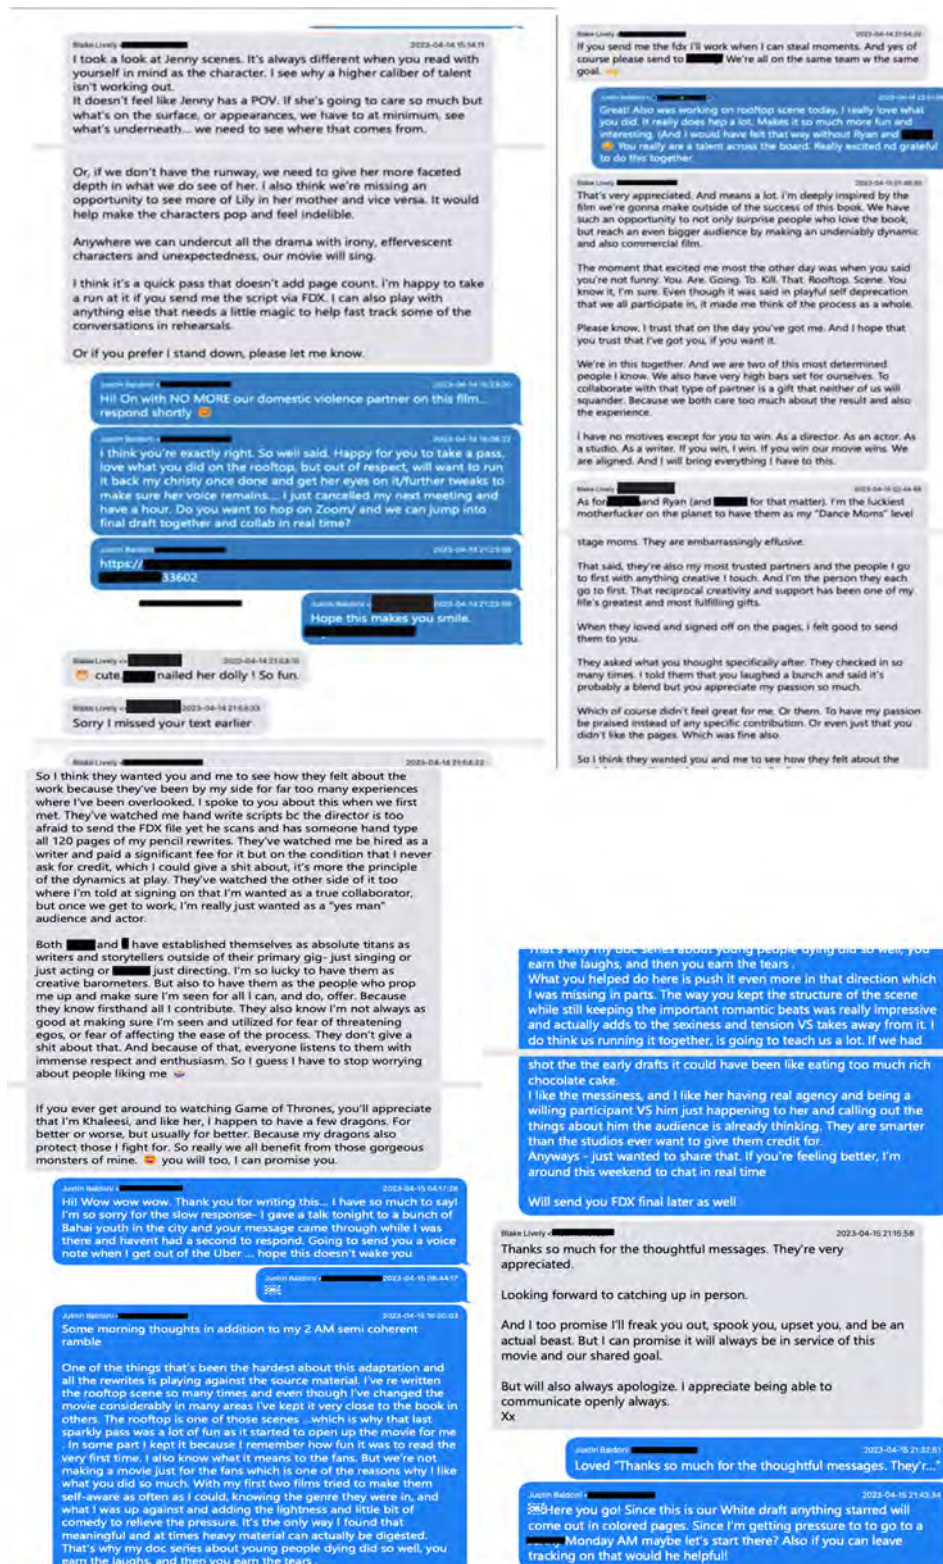 Blake Lively < 2023-04-14 15:14:11
I took a look at Jenny scenes. It's always different when you read with
yourself in mind as the character. I see why a higher caliber of talent
isn't working out.
It doesn't feel like Jenny has a POV. If she's going to care so much but
what's on the surface, or appearances, we have to at minimum, see
what's underneath... we need to see where that comes from.
Or, if we don't have the runway, we need to give her more faceted
depth in what we do see of her. I also think we're missing an
opportunity to see more of Lily in her mother and vice versa. It would
help make the characters pop and feel indelible.
Anywhere we can undercut all the drama with irony, effervescent
characters and unexpectedness, our movie will sing.
I think it's a quick pass that doesn't add page count. I'm happy to take
a run at it if you send me the script via FDX. I can also play with
anything else that needs a little magic to help fast track some of the
conversations in rehearsals.
Or if you prefer I stand down, please let me know.
Justin Baldoni <
Hi! On with NO MORE our domestic violence partner on this film...
respond shortly 😊
Justin Baldoni <
I think you're exactly right. So well said. Happy for you to take a pass,
love what you did on the rooftop, but out of respect, will want to run
it back my christy once done and get her eyes on it/further tweaks to
make sure her voice remains.... I just cancelled my next meeting and
have a hour. Do you want to hop on Zoom/ and we can jump into
final draft together and collab in real time?
Justin Baldoni < 2023-04-14 21:23:08
https://
33602
Justin Baldoni <
Hope this makes you smile.
Blake Lively <
cute. nailed her dolly ! So fun.
Blake Lively < 2023-04-14 21:53:33
Sorry I missed your text earlier
Blake Lively < 2023-04-14 21:54:22
Blake Lively 2023-04-14 21:54:22
If you send me the fdx I'll work when I can steal moments. And yes of
course please send to We're all on the same team w the same
goal.
Justin Baldoni <
Great! Also was working on rooftop scene today, I really love what
you did. It really does hep a lot. Makes it so much more fun and
interesting. (And I would have felt that way without Ryan and
You really are a talent across the board. Really excited nd grateful
to do this together
Blake Lively
That's very appreciated. And means a lot. I'm deeply inspired by the
film we're gonna make outside of the success of this book. We have
such an opportunity to not only surprise people who love the book,
but reach an even bigger audience by making an undeniably dynamic
and also commercial film.
The moment that excited me most the other day was when you said
you're not funny. You. Are. Going. To. Kill. That. Rooftop. Scene. You
know it, I'm sure. Even though it was said in playful self deprecation
that we all participate in, it made me think of the process as a whole.
Please know, I trust that on the day you've got me. And I hope that
you trust that I've got you, if you want it.
We're in this together. And we are two of this most determined
people I know. We also have very high bars set for ourselves. To
collaborate with that type of partner is a gift that neither of us will
squander. Because we both care too much about the result and also
the experience.
I have no motives except for you to win. As a director. As an actor. As
a studio. As a writer. If you win, I win. If you win our movie wins. We
are aligned. And I will bring everything I have to this.
Blake Lively
As for and Ryan (and for that matter). I'm the luckiest
motherfucker on the planet to have them as my "Dance Moms" level
stage moms. They are embarrassingly effusive.
That said, they're also my most trusted partners and the people I go
to first with anything creative I touch. And I'm the person they each
go to first. That reciprocal creativity and support has been one of my
life's greatest and most fulfilling gifts.
When they loved and signed off on the pages, i felt good to send
them to you.
They asked what you thought specifically after. They checked in so
many times. I told them that you laughed a bunch and said it's
probably a blend but you appreciate my passion so much.
Which of course didn't feel great for me. Or them. To have my passion
be praised instead of any specific contribution. Or even just that you
didn't like the pages. Which was fine also.
So I think they wanted you and me to see how they felt about the
So I think they wanted you and me to see how they felt about the
work because they've been by my side for far too many experiences
where I've been overlooked. I spoke to you about this when we first
met. They've watched me hand write scripts bc the director is too
afraid to send the FDX file yet he scans and has someone hand type
all 120 pages of my pencil rewrites. They've watched me be hired as a
writer and paid a significant fee for it but on the condition that I never
ask for credit, which I could give a shit about, it's more the principle
of the dynamics at play. They've watched the other side of it too
where I'm told at signing on that I'm wanted as a true collaborator,
but once we get to work, I'm really just wanted as a "yes man"
audience and actor.
Both and have established themselves as absolute titans as
writers and storytellers outside of their primary gig- just singing or
just acting or just directing. I'm so lucky to have them as
creative barometers. But also to have them as the people who prop
me up and make sure I'm seen for all I can, and do, offer. Because
they know firsthand all I contribute. They also know I'm not always as
good at making sure I'm seen and utilized for fear of threatening
egos, or fear of affecting the ease of the process. They don't give a
shit about that. And because of that, everyone listens to them with
immense respect and enthusiasm. So I guess I have to stop worrying
about people liking me
If you ever get around to watching Game of Thrones, you'll appreciate
that I'm Khaleesi, and like her, I happen to have a few dragons. For
better or worse, but usually for better. Because my dragons also
protect those I fight for. So really we all benefit from those gorgeous
monsters of mine. you will too, I can promise you.
Justin Baldoni < 2023-04-15 04:17:28
Hi! Wow wow wow. Thank you for writing this... I have so much to say!
I'm so sorry for the slow response- I gave a talk tonight to a bunch of
Bahai youth in the city and your message came through while I was
there and havent had a second to respond. Going to send you a voice
note when I get out of the Uber ... hope this doesn't wake you
Justin Baldoni < 2023-04-15 06:44:17
Justin Baldoni <
Some morning thoughts in addition to my 2 AM semi coherent
ramble
One of the things that's been the hardest about this adaptation and
all the rewrites is playing against the source material. I've re written
the rooftop scene so many times and even though I've changed the
movie considerably in many areas I've kept it very close to the book in
others. The rooftop is one of those scenes ...which is why that last
sparkly pass was a lot of fun as it started to open up the movie for me
. In some part I kept it because I remember how fun it was to read the
very first time. I also know what it means to the fans. But we're not
making a movie just for the fans which is one of the reasons why I like
what you did so much. With my first two films tried to make them
self-aware as often as I could, knowing the genre they were in, and
what I was up against and adding the lightness and little bit of
comedy to relieve the pressure. It's the only way I found that
meaningful and at times heavy material can actually be digested.
That's why my doc series about young people dying did so well, you
earn the laughs, and then you earn the tears .
That's why my doc series about young people dying did so well, you
earn the laughs, and then you earn the tears .
What you helped do here is push it even more in that direction which
I was missing in parts. The way you kept the structure of the scene
while still keeping the important romantic beats was really impressive
and actually adds to the sexiness and tension VS takes away from it. I
do think us running it together, is going to teach us a lot. If we had
shot the the early drafts it could have been like eating too much rich
chocolate cake.
I like the messiness, and I like her having real agency and being a
willing participant VS him just happening to her and calling out the
things about him the audience is already thinking. They are smarter
than the studios ever want to give them credit for.
Anyways - just wanted to share that. If you're feeling better, I'm
around this weekend to chat in real time
Will send you FDX final later as well
Blake Lively < 2023-04-15 21:15:58
Thanks so much for the thoughtful messages. They're very
appreciated.
Looking forward to catching up in person.
And I too promise I'll freak you out, spook you, upset you, and be an
actual beast. But I can promise it will always be in service of this
movie and our shared goal.
But will also always apologize. I appreciate being able to
communicate openly always.
Xx
Justin Baldoni 2023-04-15 21:32:51
Loved "Thanks so much for the thoughtful messages. They'r..."
Justin Baldoni < 2023-04-15 21:43:34
Here you go! Since this is our White draft anything starred will
come out in colored pages. Since I'm getting pressure to to go to a
Monday AM maybe let's start there? Also if you can leave
tracking on that would he helpful!